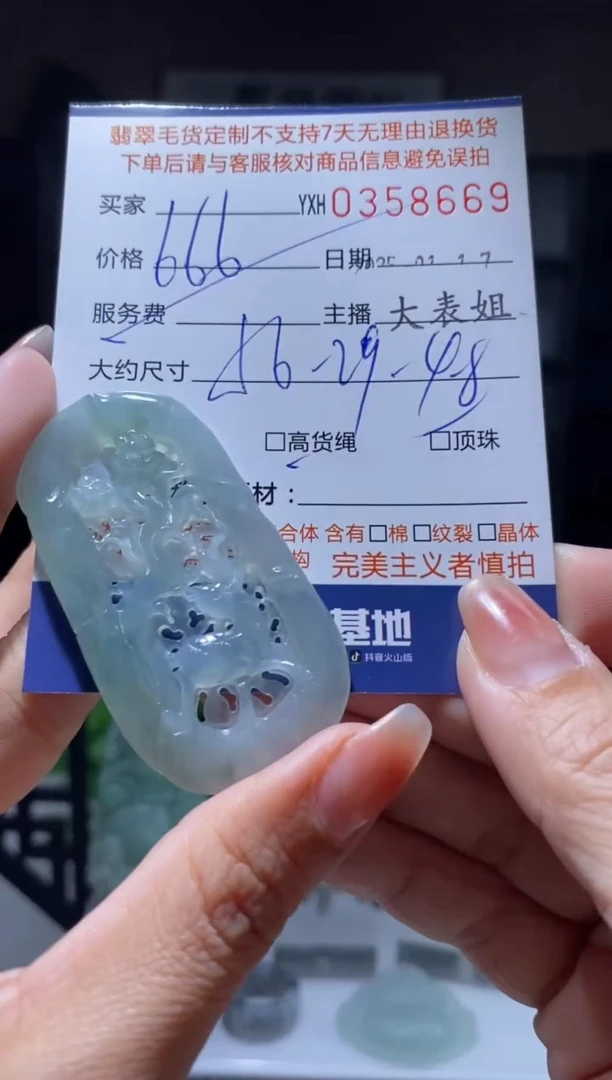 翡翠毛货定制不支持7天无理由退换货
下单后请与客服核对商品信息避免误拍
买家 YXH 0358669
价格 666 日期 2025 01 17
服务费 主播 大表姐
大约尺寸 56-29-4.8
□高货绳 □顶珠
材：
合体 含有□棉□纹裂□晶体
构 完美主义者慎拍
基地
抖音火山版